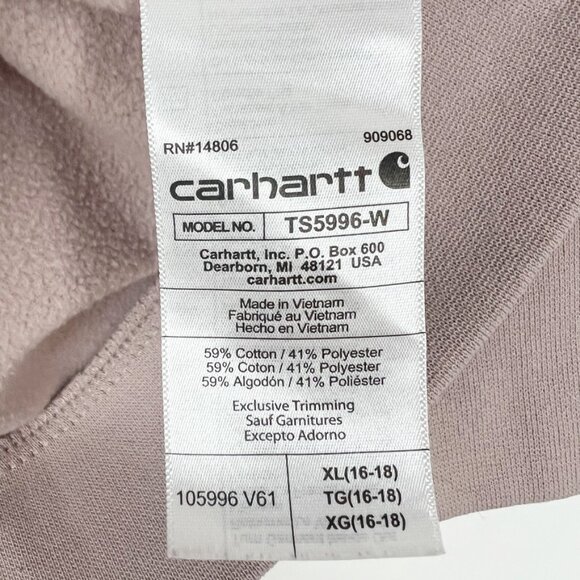 RN#14806 909068
carhartt
MODEL NO. TS5996-W
Carhartt, Inc. P.O. Box 600
Dearborn, MI 48121 USA
carhartt.com
Made in Vietnam
Fabriqué au Vietnam
Hecho en Vietnam
59% Cotton / 41% Polyester
59% Coton / 41% Polyester
59% Algodón / 41% Poliéster
Exclusive Trimming
Sauf Garnitures
Excepto Adorno
105996 V61
XL(16-18)
TG(16-18)
XG(16-18)